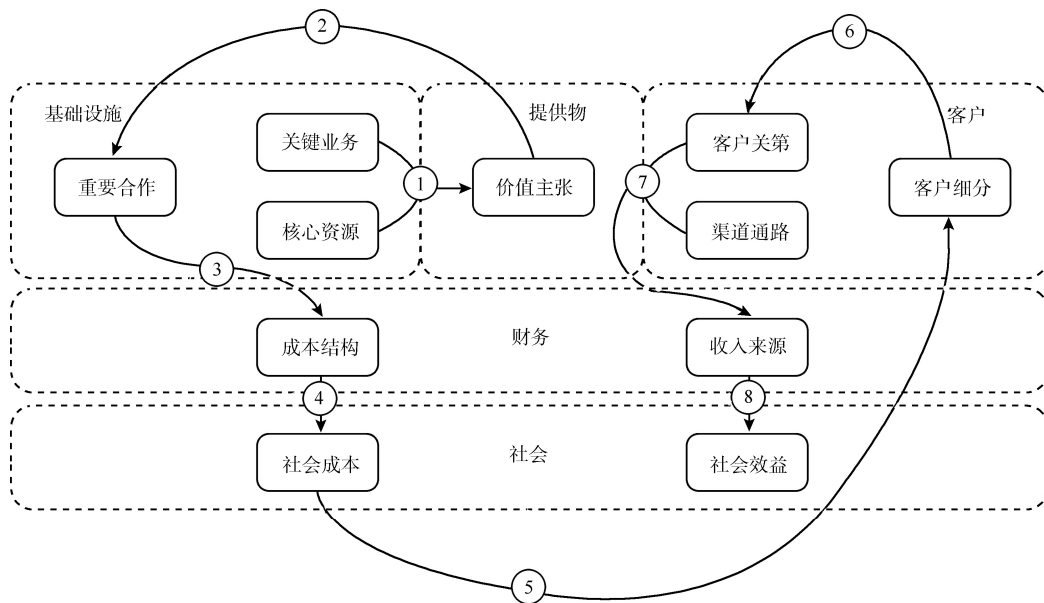 2
6
基础设施
提供物
客户
关键业务
客户关第
重要合作
1
价值主张
7
客户细分
核心资源
渠道通路
3
成本结构
财务
收入来源
4
8
社会成本
社会
社会效益
5